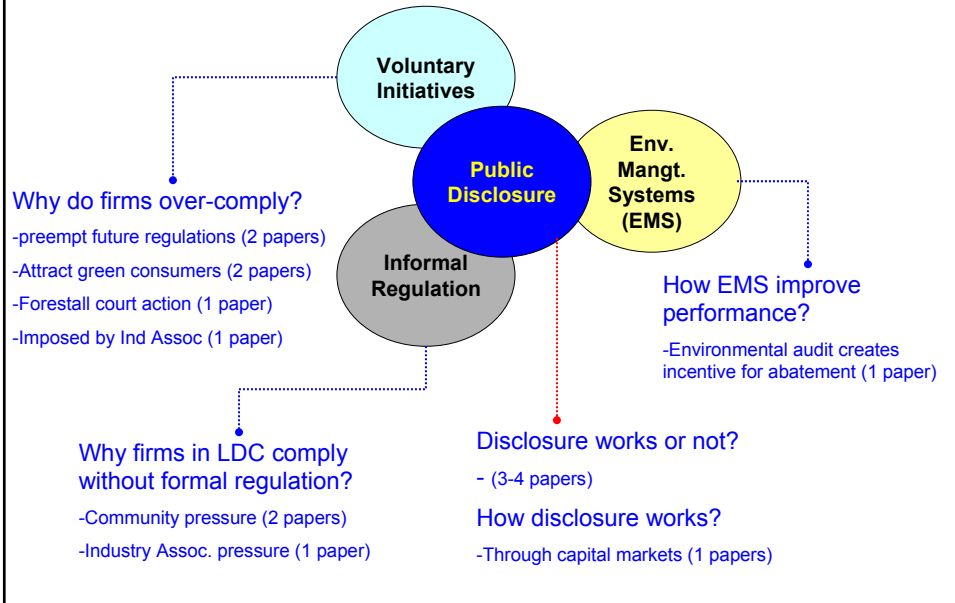 Voluntary
Initiatives
Public
Disclosure
Env.
Mangt.
Systems
(EMS)
Informal
Regulation
Why do firms over-comply?
-preempt future regulations (2 papers)
-Attract green consumers (2 papers)
-Forestall court action (1 paper)
-Imposed by Ind Assoc (1 paper)
How EMS improve
performance?
-Environmental audit creates
incentive for abatement (1 paper)
Why firms in LDC comply
without formal regulation?
-Community pressure (2 papers)
-Industry Assoc. pressure (1 paper)
Disclosure works or not?
- (3-4 papers)
How disclosure works?
-Through capital markets (1 papers)